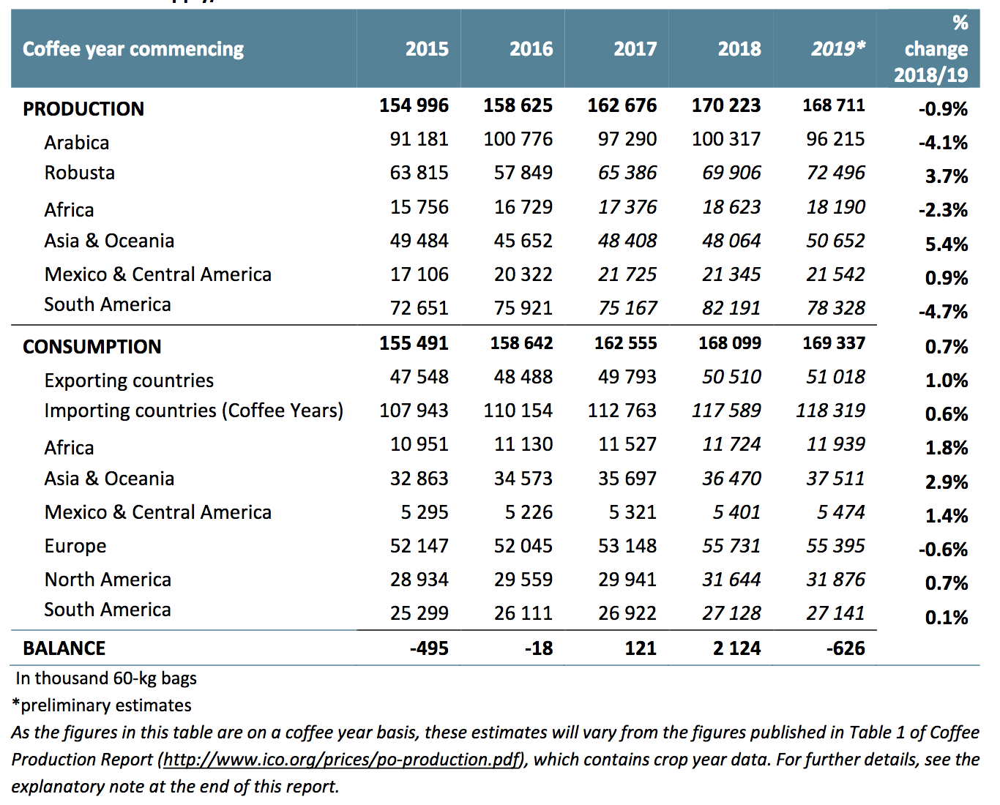 Coffee year commencing 2015 2016 2017 2018 2019* % change 2018/19
PRODUCTION 154 996 158 625 162 676 170 223 168 711 -0.9%
Arabica 91 181 100 776 97 290 100 317 96 215 -4.1%
Robusta 63 815 57 849 65 386 69 906 72 496 3.7%
Africa 15 756 16 729 17 376 18 623 18 190 -2.3%
Asia & Oceania 49 484 45 652 48 408 48 064 50 652 5.4%
Mexico & Central America 17 106 20 322 21 725 21 345 21 542 0.9%
South America 72 651 75 921 75 167 82 191 78 328 -4.7%
CONSUMPTION 155 491 158 642 162 555 168 099 169 337 0.7%
Exporting countries 47 548 48 488 49 793 50 510 51 018 1.0%
Importing countries (Coffee Years) 107 943 110 154 112 763 117 589 118 319 0.6%
Africa 10 951 11 130 11 527 11 724 11 939 1.8%
Asia & Oceania 32 863 34 573 35 697 36 470 37 511 2.9%
Mexico & Central America 5 295 5 226 5 321 5 401 5 474 1.4%
Europe 52 147 52 045 53 148 55 731 55 395 -0.6%
North America 28 934 29 559 29 941 31 644 31 876 0.7%
South America 25 299 26 111 26 922 27 128 27 141 0.1%
BALANCE -495 -18 121 2 124 -626
In thousand 60-kg bags
*preliminary estimates
As the figures in this table are on a coffee year basis, these estimates will vary from the figures published in Table 1 of Coffee
Production Report (http://www.ico.org/prices/po-production.pdf), which contains crop year data. For further details, see the
explanatory note at the end of this report.